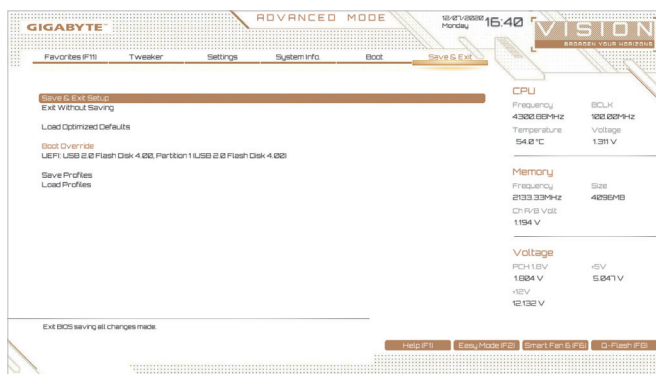 GIGABYTE™
ADVANCED MODE
12/07/2020
Monday
16:40
VISION
BROADEN YOUR HORIZONS
Favorites (F11)
Tweaker
Settings
System Info.
Boot
Save & Exit
Save & Exit Setup
Exit Without Saving
Load Optimized Defaults
Boot Override
UEFI: USB 2.0 Flash Disk 4.00, Partition 1 (USB 2.0 Flash Disk 4.00)
Save Profiles
Load Profiles
CPU
Frequency BCLK
4300.88MHz 100.00MHz
Temperature Voltage
54.0 °C 1.311 V
Memory
Frequency Size
2133.33MHz 4096MB
Ch A/B Volt
1.194 V
Voltage
PCH 1.8V +5V
1.804 V 5.047 V
+12V
12.132 V
Exit BIOS saving all changes made.
Help (F1)
Easy Mode (F2)
Smart Fan 6 (F6)
Q-Flash (F8)